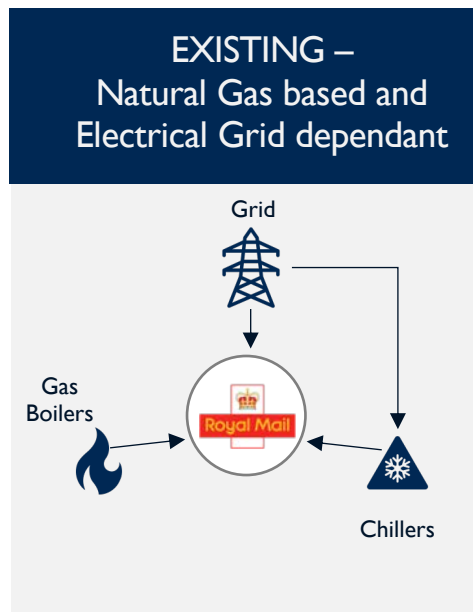 EXISTING –
Natural Gas based and
Electrical Grid dependant
Grid
Royal Mail
Gas
Boilers
Chillers